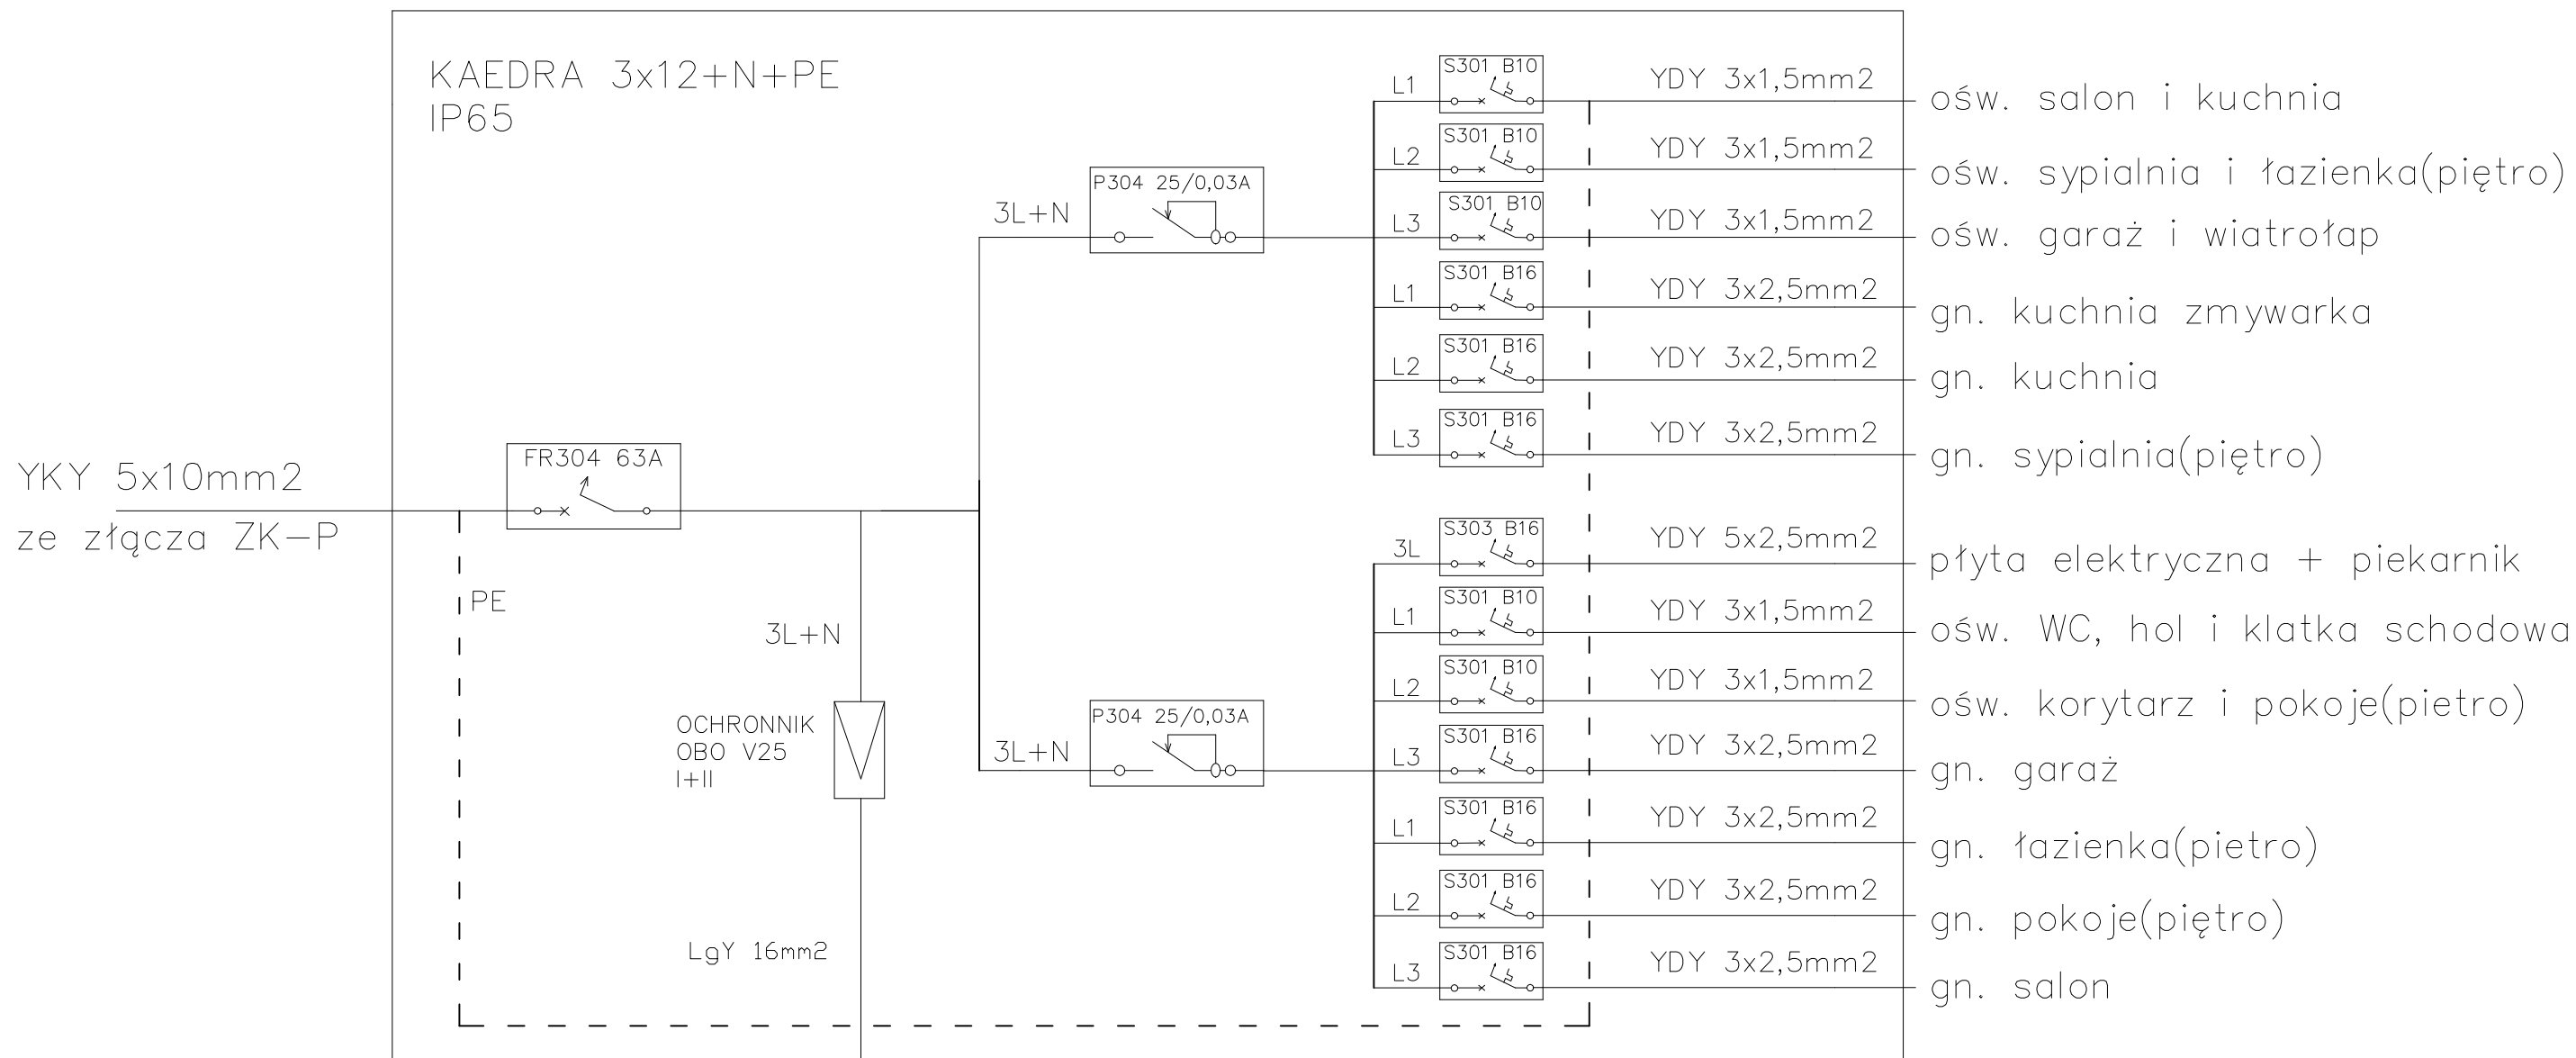 KAEDRA 3x12+N+PE
IP65
YKY 5x10mm2
ze złącza ZK-P
FR304 63A
PE
3L+N
OCHRONNIK
OBO V25
I+II
LgY 16mm2
3L+N
P304 25/0,03A
L1 S301 B10 YDY 3x1,5mm2 ośw. salon i kuchnia
L2 S301 B10 YDY 3x1,5mm2 ośw. sypialnia i łazienka(piętro)
L3 S301 B10 YDY 3x1,5mm2 ośw. garaż i wiatrołap
L1 S301 B16 YDY 3x2,5mm2 gn. kuchnia zmywarka
L2 S301 B16 YDY 3x2,5mm2 gn. kuchnia
L3 S301 B16 YDY 3x2,5mm2 gn. sypialnia(piętro)
3L+N
P304 25/0,03A
3L S303 B16 YDY 5x2,5mm2 płyta elektryczna + piekarnik
L1 S301 B10 YDY 3x1,5mm2 ośw. WC, hol i klatka schodowa
L2 S301 B10 YDY 3x1,5mm2 ośw. korytarz i pokoje(pietro)
L3 S301 B16 YDY 3x2,5mm2 gn. garaż
L1 S301 B16 YDY 3x2,5mm2 gn. łazienka(pietro)
L2 S301 B16 YDY 3x2,5mm2 gn. pokoje(piętro)
L3 S301 B16 YDY 3x2,5mm2 gn. salon